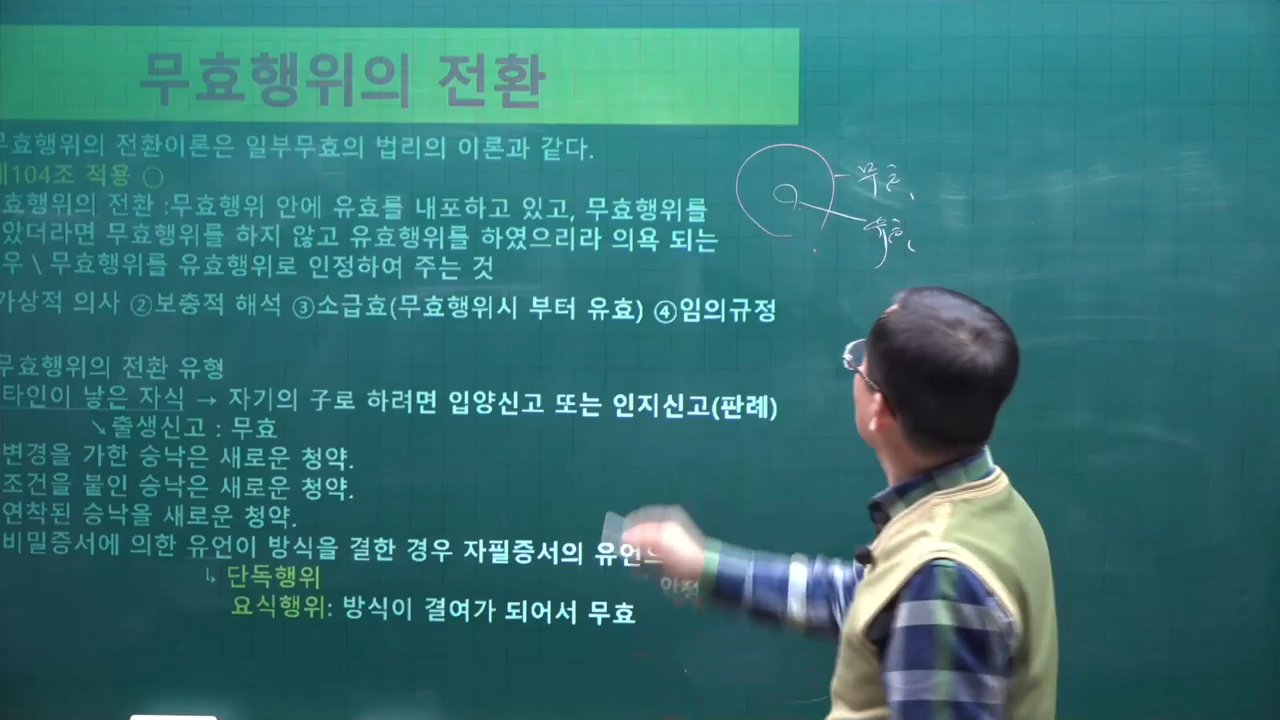 무효행위의 전환
무효행위의 전환이론은 일부무효의 법리의 이론과 같다.
제104조 적용 ○
효행위의 전환 :무효행위 안에 유효를 내포하고 있고, 무효행위를
았더라면 무효행위를 하지 않고 유효행위를 하였으리라 의욕 되는
우 \ 무효행위를 유효행위로 인정하여 주는 것
가상적 의사 ②보충적 해석 ③소급효(무효행위시 부터 유효) ④임의규정
무효행위의 전환 유형
타인이 낳은 자식 → 자기의 子로 하려면 입양신고 또는 인지신고(판례)
↘출생신고 : 무효
변경을 가한 승낙은 새로운 청약.
조건을 붙인 승낙은 새로운 청약.
연착된 승낙을 새로운 청약.
비밀증서에 의한 유언이 방식을 결한 경우 자필증서의 유언으
인정
↳ 단독행위
요식행위: 방식이 결여가 되어서 무효
무효
유효